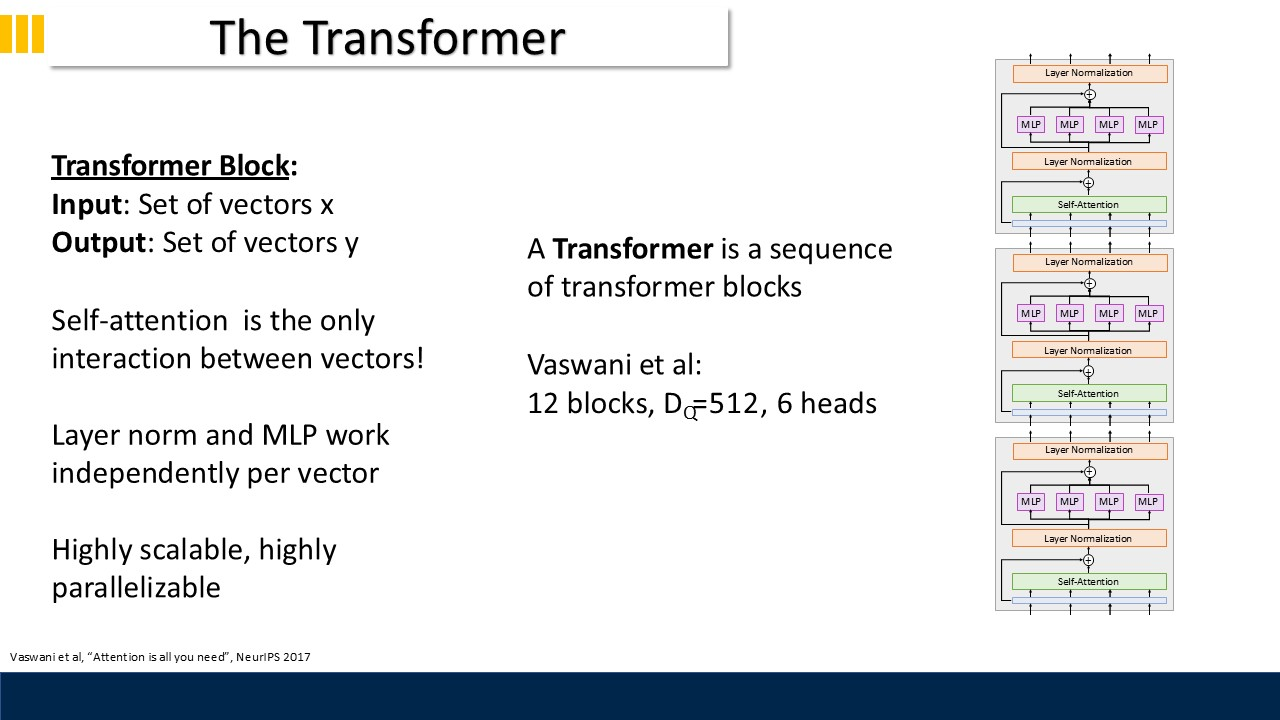 The Transformer
Transformer Block:
Input: Set of vectors x
Output: Set of vectors y
Self-attention  is the only
interaction between vectors!
Layer norm and MLP work
independently per vector
Highly scalable, highly
parallelizable
A Transformer is a sequence
of transformer blocks
Vaswani et al:
12 blocks, DQ=512, 6 heads
Layer Normalization
+
MLP MLP MLP MLP
Layer Normalization
+
Self-Attention
Layer Normalization
+
MLP MLP MLP MLP
Layer Normalization
+
Self-Attention
Layer Normalization
+
MLP MLP MLP MLP
Layer Normalization
+
Self-Attention
Vaswani et al, “Attention is all you need”, NeurIPS 2017